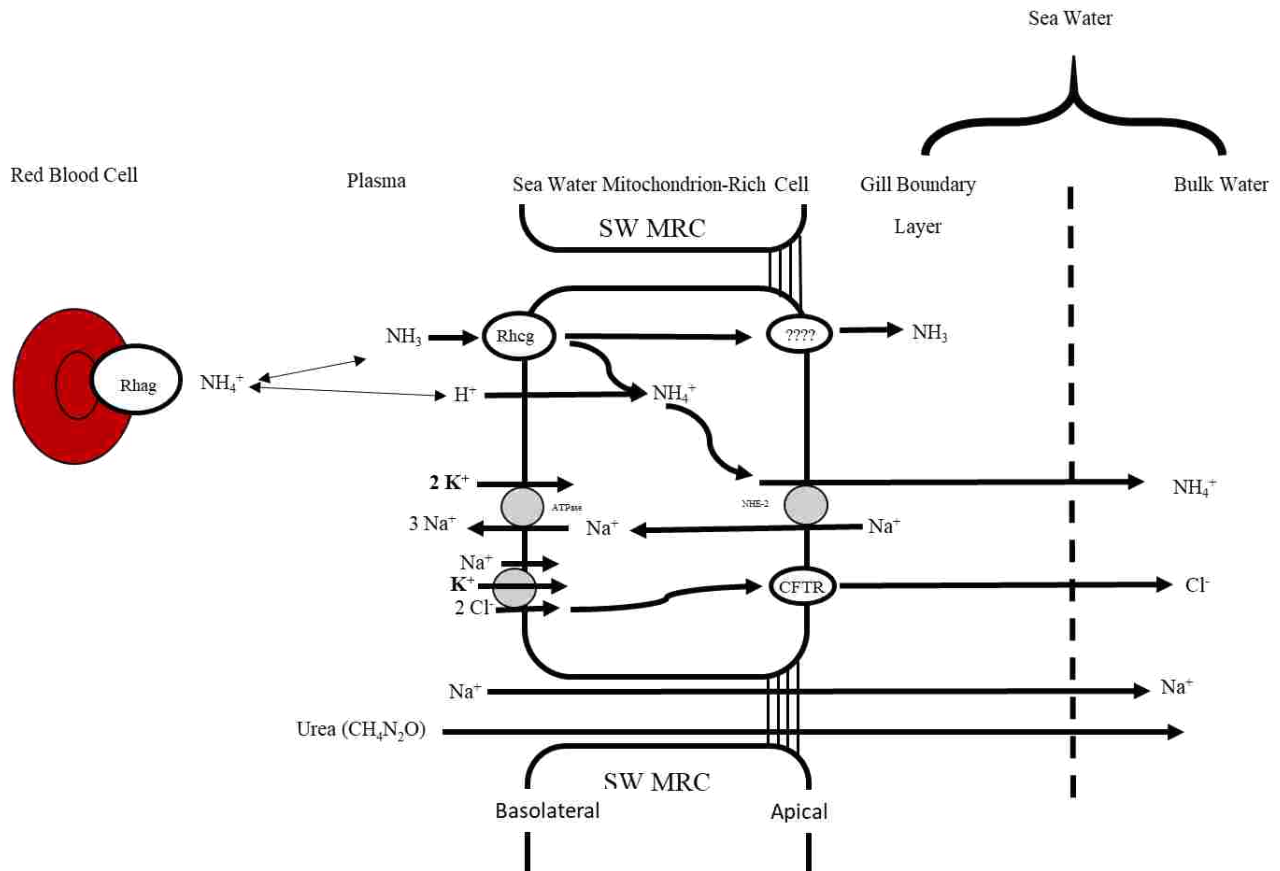 Sea Water
Red Blood Cell
Plasma
Sea Water Mitochondrion-Rich Cell
Gill Boundary
Layer
Bulk Water
SW MRC
Rhag
NH₄⁺
NH₃
Rhcg
????
NH₃
H⁺
NH₄⁺
2 K⁺
ATPase
3 Na⁺
Na⁺
NHE-2
Na⁺
NH₄⁺
Na⁺
K⁺
2 Cl⁻
CFTR
Cl⁻
Na⁺
Na⁺
Urea (CH₄N₂O)
SW MRC
Basolateral
Apical